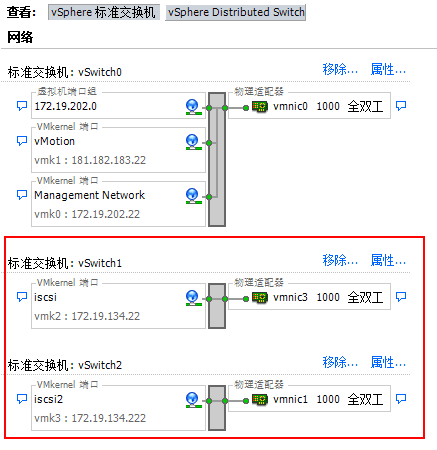 查看: vSphere 标准交换机 vSphere Distributed Switch
网络
标准交换机: vSwitch0 移除... 属性...
虚拟机端口组 物理适配器
172.19.202.0 vmnic0 1000 全双工
VMkernel 端口
vMotion
vmk1 : 181.182.183.22
VMkernel 端口
Management Network
vmk0 : 172.19.202.22
标准交换机: vSwitch1 移除... 属性...
VMkernel 端口 物理适配器
iscsi vmnic3 1000 全双工
vmk2 : 172.19.134.22
标准交换机: vSwitch2 移除... 属性...
VMkernel 端口 物理适配器
iscsi2 vmnic1 1000 全双工
vmk3 : 172.19.134.222